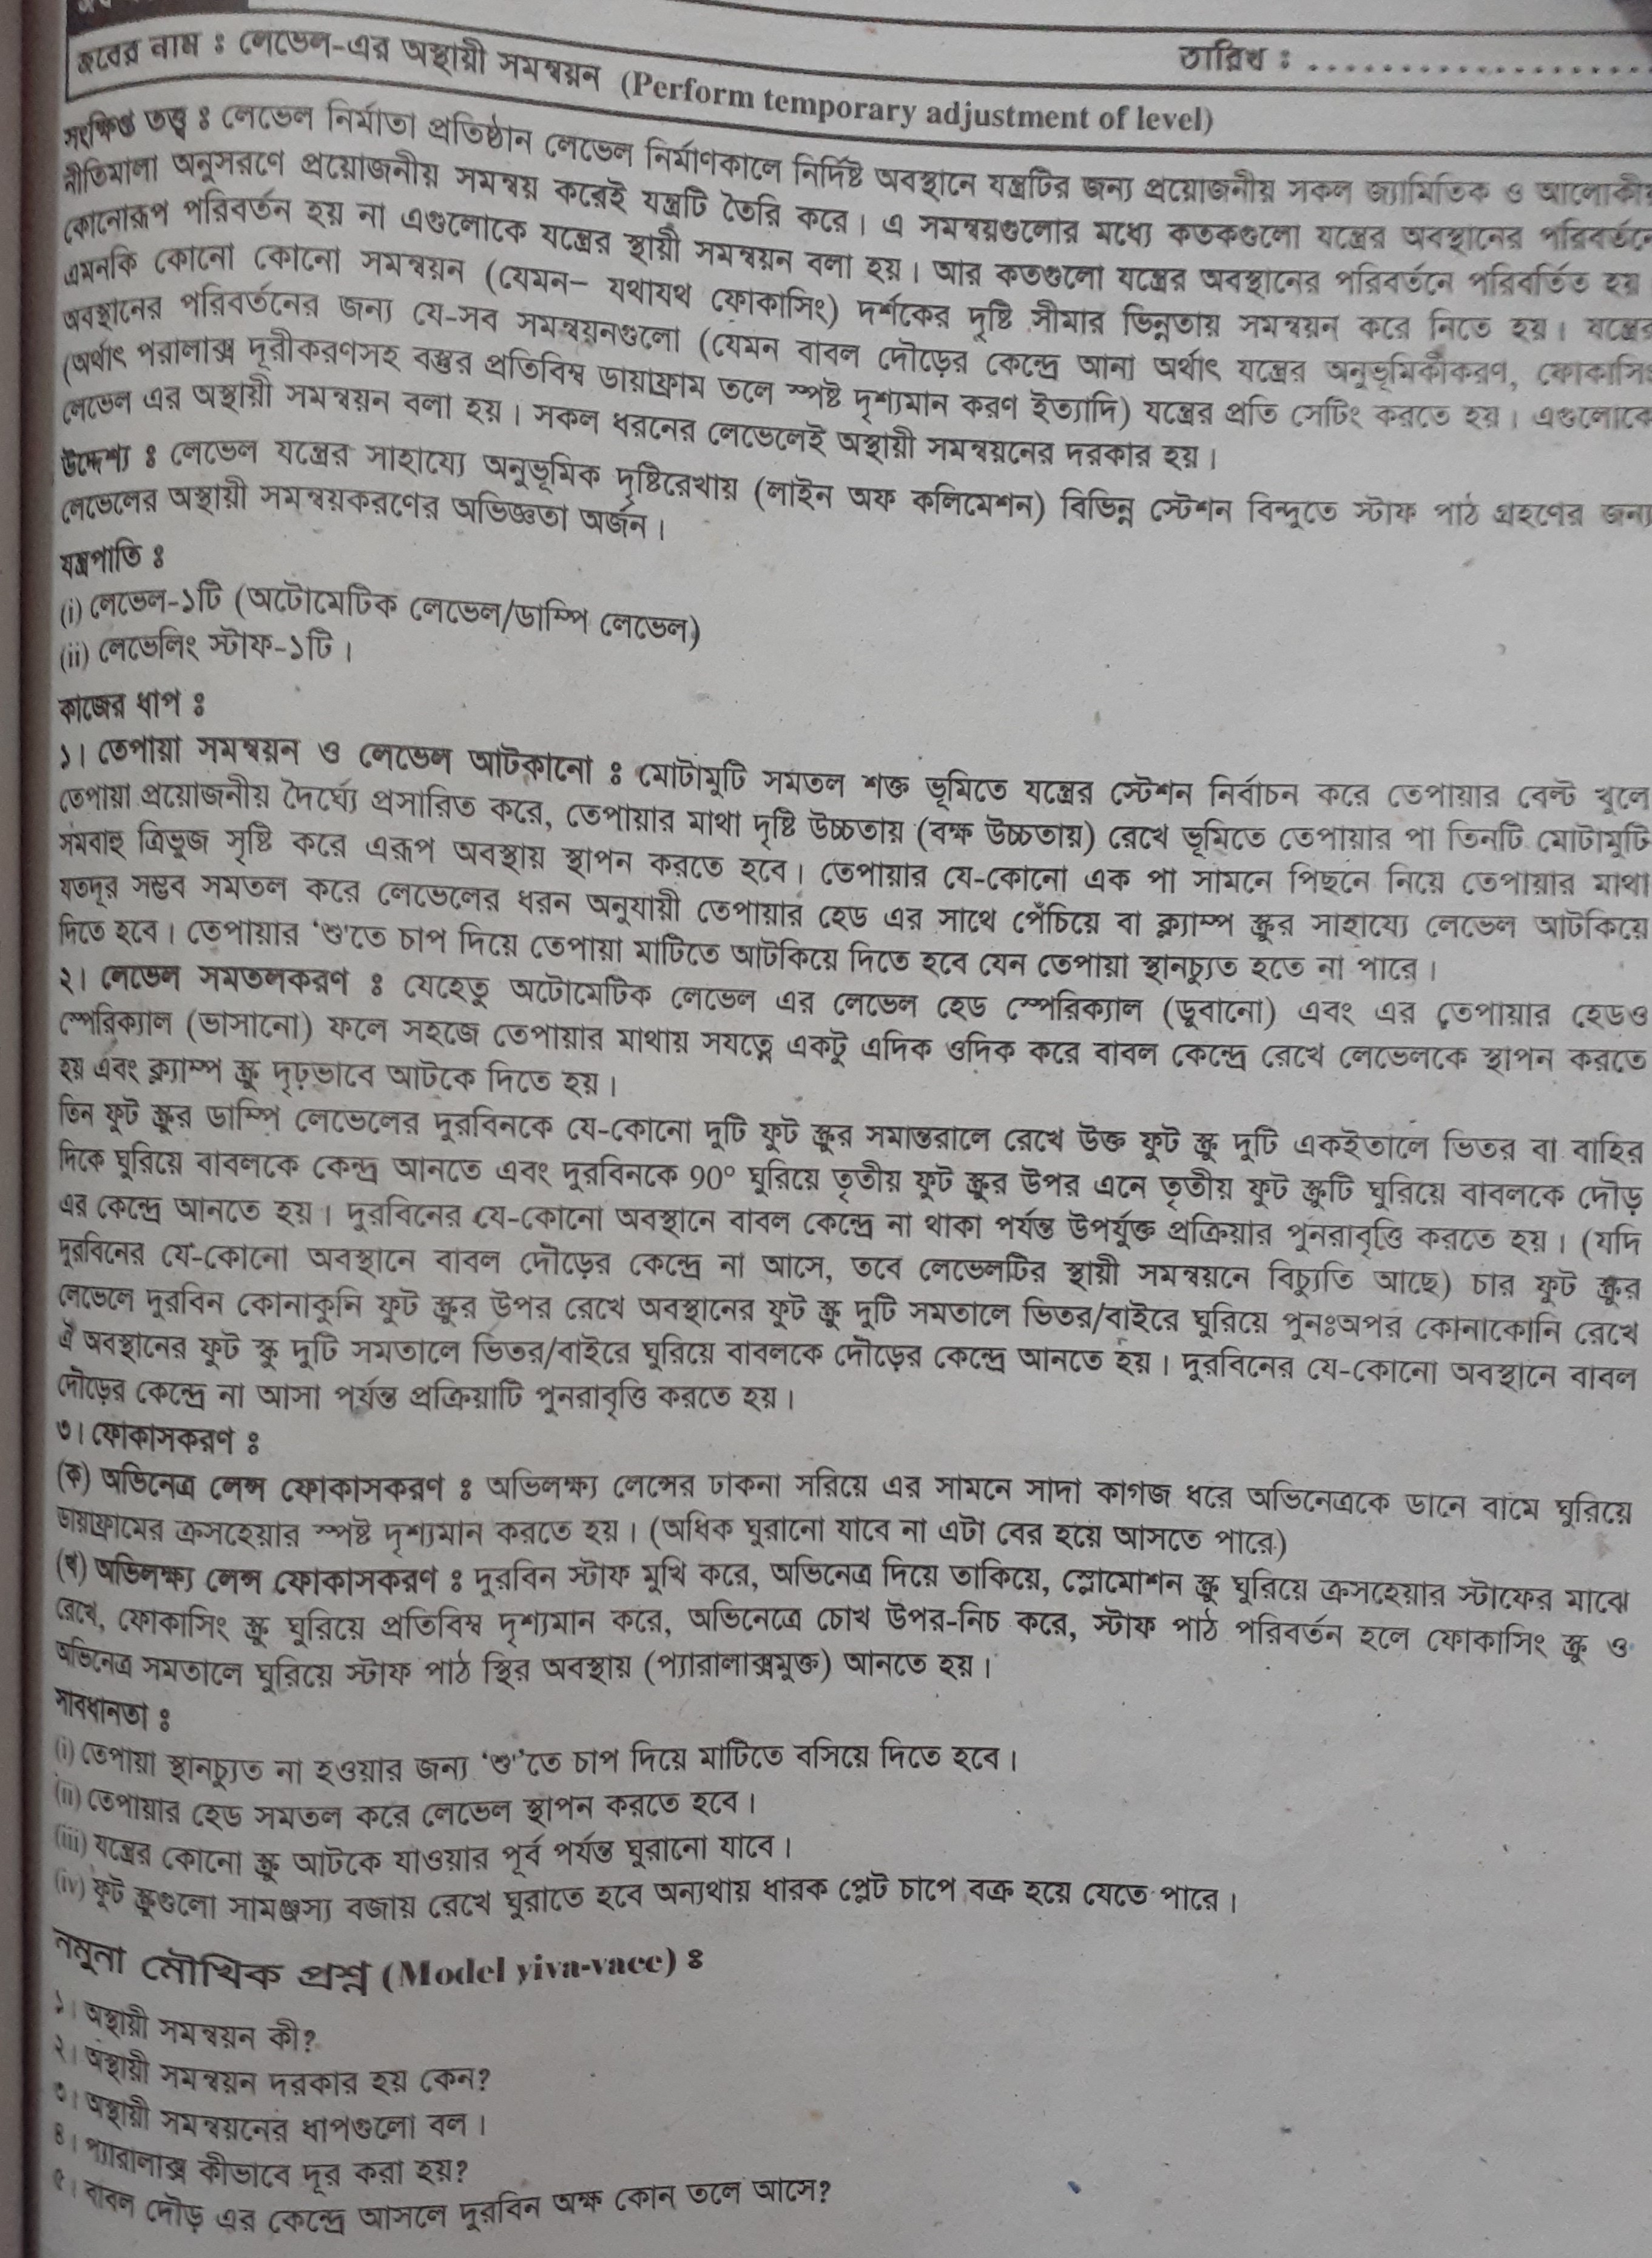 জবের নাম ঃ লেভেল-এর অস্থায়ী সমন্বয়ন (Perform temporary adjustment of level)
তারিখ ঃ ....................
সংক্ষিপ্ত তত্ত্ব ঃ লেভেল নির্মাতা প্রতিষ্ঠান লেভেল নির্মাণকালে নির্দিষ্ট অবস্থানে যন্ত্রটির জন্য প্রয়োজনীয় সকল জ্যামিতিক ও আলোকীয়
নীতিমালা অনুসরণে প্রয়োজনীয় সমন্বয় করেই যন্ত্রটি তৈরি করে। এ সমন্বয়গুলোর মধ্যে কতকগুলো যন্ত্রের অবস্থানের পরিবর্তনে
কোনোরূপ পরিবর্তন হয় না এগুলোকে যন্ত্রের স্থায়ী সমন্বয়ন বলা হয়। আর কতগুলো যন্ত্রের অবস্থানের পরিবর্তনে পরিবর্তিত হয়
এমনকি কোনো কোনো সমন্বয়ন (যেমন– যথাযথ ফোকাসিং) দর্শকের দৃষ্টি সীমার ভিন্নতায় সমন্বয়ন করে নিতে হয়। যন্ত্রের
অবস্থানের পরিবর্তনের জন্য যে-সব সমন্বয়নগুলো (যেমন বাবল দৌড়ের কেন্দ্রে আনা অর্থাৎ যন্ত্রের অনুভূমিকীকরণ, ফোকাসিং
(অর্থাৎ পরালাক্স দূরীকরণসহ বস্তুর প্রতিবিম্ব ডায়াফ্রাম তলে স্পষ্ট দৃশ্যমান করণ ইত্যাদি) যন্ত্রের প্রতি সেটিং করতে হয়। এগুলোকে
লেভেল এর অস্থায়ী সমন্বয়ন বলা হয়। সকল ধরনের লেভেলেই অস্থায়ী সমন্বয়নের দরকার হয়।
উদ্দেশ্য ঃ লেভেল যন্ত্রের সাহায্যে অনুভূমিক দৃষ্টিরেখায় (লাইন অফ কলিমেশন) বিভিন্ন স্টেশন বিন্দুতে স্টাফ পাঠ গ্রহণের জন্য
লেভেলের অস্থায়ী সমন্বয়করণের অভিজ্ঞতা অর্জন।
যন্ত্রপাতি ঃ
(i) লেভেল-১টি (অটোমেটিক লেভেল/ডাম্পি লেভেল)
(ii) লেভেলিং স্টাফ-১টি।
কাজের ধাপ ঃ
১। তেপায়া সমন্বয়ন ও লেভেল আটকানো ঃ মোটামুটি সমতল শক্ত ভূমিতে যন্ত্রের স্টেশন নির্বাচন করে তেপায়ার বেল্ট খুলে
তেপায়া প্রয়োজনীয় দৈর্ঘ্যে প্রসারিত করে, তেপায়ার মাথা দৃষ্টি উচ্চতায় (বক্ষ উচ্চতায়) রেখে ভূমিতে তেপায়ার পা তিনটি মোটামুটি
সমবাহু ত্রিভুজ সৃষ্টি করে এরূপ অবস্থায় স্থাপন করতে হবে। তেপায়ার যে-কোনো এক পা সামনে পিছনে নিয়ে তেপায়ার মাথা
যতদূর সম্ভব সমতল করে লেভেলের ধরন অনুযায়ী তেপায়ার হেড এর সাথে পেঁচিয়ে বা ক্ল্যাম্প স্ক্রুর সাহায্যে লেভেল আটকিয়ে
দিতে হবে। তেপায়ার ‘শু’তে চাপ দিয়ে তেপায়া মাটিতে আটকিয়ে দিতে হবে যেন তেপায়া স্থানচ্যুত হতে না পারে।
২। লেভেল সমতলকরণ ঃ যেহেতু অটোমেটিক লেভেল এর লেভেল হেড স্পেরিক্যাল (ডুবানো) এবং এর তেপায়ার হেডও
স্পেরিক্যাল (ভাসানো) ফলে সহজে তেপায়ার মাথায় সযত্নে একটু এদিক ওদিক করে বাবল কেন্দ্রে রেখে লেভেলকে স্থাপন করতে
হয় এবং ক্ল্যাম্প স্ক্রু দৃঢ়ভাবে আটকে দিতে হয়।
তিন ফুট স্ক্রুর ডাম্পি লেভেলের দুরবিনকে যে-কোনো দুটি ফুট স্ক্রুর সমান্তরালে রেখে উক্ত ফুট স্ক্রু দুটি একইতালে ভিতর বা বাহির
দিকে ঘুরিয়ে বাবলকে কেন্দ্র আনতে এবং দুরবিনকে 90° ঘুরিয়ে তৃতীয় ফুট স্ক্রুর উপর এনে তৃতীয় ফুট স্ক্রুটি ঘুরিয়ে বাবলকে দৌড়
এর কেন্দ্রে আনতে হয়। দুরবিনের যে-কোনো অবস্থানে বাবল কেন্দ্রে না থাকা পর্যন্ত উপর্যুক্ত প্রক্রিয়ার পুনরাবৃত্তি করতে হয়। (যদি
দুরবিনের যে-কোনো অবস্থানে বাবল দৌড়ের কেন্দ্রে না আসে, তবে লেভেলটির স্থায়ী সমন্বয়নে বিচ্যুতি আছে) চার ফুট স্ক্রুর
লেভেলে দুরবিন কোনাকুনি ফুট স্ক্রুর উপর রেখে অবস্থানের ফুট স্ক্রু দুটি সমতালে ভিতর/বাইরে ঘুরিয়ে পুনঃঅপর কোনাকোনি রেখে
ঐ অবস্থানের ফুট স্কু দুটি সমতালে ভিতর/বাইরে ঘুরিয়ে বাবলকে দৌড়ের কেন্দ্রে আনতে হয়। দুরবিনের যে-কোনো অবস্থানে বাবল
দৌড়ের কেন্দ্রে না আসা পর্যন্ত প্রক্রিয়াটি পুনরাবৃত্তি করতে হয়।
৩। ফোকাসকরণ ঃ
(ক) অভিনেত্র লেন্স ফোকাসকরণ ঃ অভিলক্ষ্য লেন্সের ঢাকনা সরিয়ে এর সামনে সাদা কাগজ ধরে অভিনেত্রকে ডানে বামে ঘুরিয়ে
ডায়াফ্রামের ক্রসহেয়ার স্পষ্ট দৃশ্যমান করতে হয়। (অধিক ঘুরানো যাবে না এটা বের হয়ে আসতে পারে)
(খ) অভিলক্ষ্য লেন্স ফোকাসকরণ ঃ দুরবিন স্টাফ মুখি করে, অভিনেত্র দিয়ে তাকিয়ে, স্লোমোশন স্ক্রু ঘুরিয়ে ক্রসহেয়ার স্টাফের মাঝে
রেখে, ফোকাসিং স্ক্রু ঘুরিয়ে প্রতিবিম্ব দৃশ্যমান করে, অভিনেত্রে চোখ উপর-নিচ করে, স্টাফ পাঠ পরিবর্তন হলে ফোকাসিং স্ক্রু ও
অভিনেত্র সমতালে ঘুরিয়ে স্টাফ পাঠ স্থির অবস্থায় (প্যারালাক্সমুক্ত) আনতে হয়।
সাবধানতা ঃ
(i) তেপায়া স্থানচ্যুত না হওয়ার জন্য ‘শু’তে চাপ দিয়ে মাটিতে বসিয়ে দিতে হবে।
(ii) তেপায়ার হেড সমতল করে লেভেল স্থাপন করতে হবে।
(iii) যন্ত্রের কোনো স্ক্রু আটকে যাওয়ার পূর্ব পর্যন্ত ঘুরানো যাবে।
(iv) ফুট স্ক্রুগুলো সামঞ্জস্য বজায় রেখে ঘুরাতে হবে অন্যথায় ধারক প্লেট চাপে বক্র হয়ে যেতে পারে।
নমুনা মৌখিক প্রশ্ন (Model viva-vace) ঃ
১। অস্থায়ী সমন্বয়ন কী?
২। অস্থায়ী সমন্বয়ন দরকার হয় কেন?
৩। অস্থায়ী সমন্বয়নের ধাপগুলো বল।
৪। প্যারালাক্স কীভাবে দূর করা হয়?
৫। বাবল দৌড় এর কেন্দ্রে আসলে দুরবিন অক্ষ কোন তলে আসে?